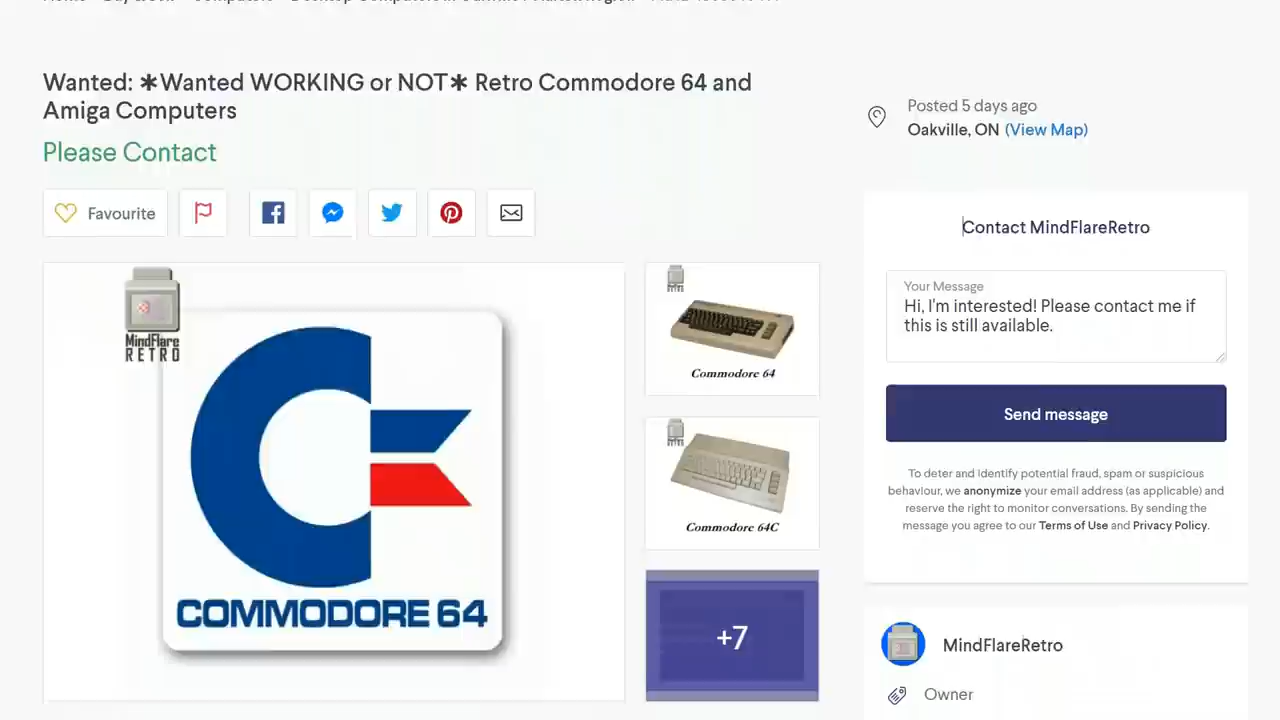 Wanted: ✱Wanted WORKING or NOT✱ Retro Commodore 64 and
Amiga Computers
Please Contact
Favourite
MindFlare
RETRO
COMMODORE 64
Commodore 64
Commodore 64C
+7
Posted 5 days ago
Oakville, ON (View Map)
Contact MindFlareRetro
Your Message
Hi, I'm interested! Please contact me if
this is still available.
Send message
To deter and identify potential fraud, spam or suspicious
behaviour, we anonymize your email address (as applicable) and
reserve the right to monitor conversations. By sending the
message you agree to our Terms of Use and Privacy Policy.
MindFlareRetro
Owner